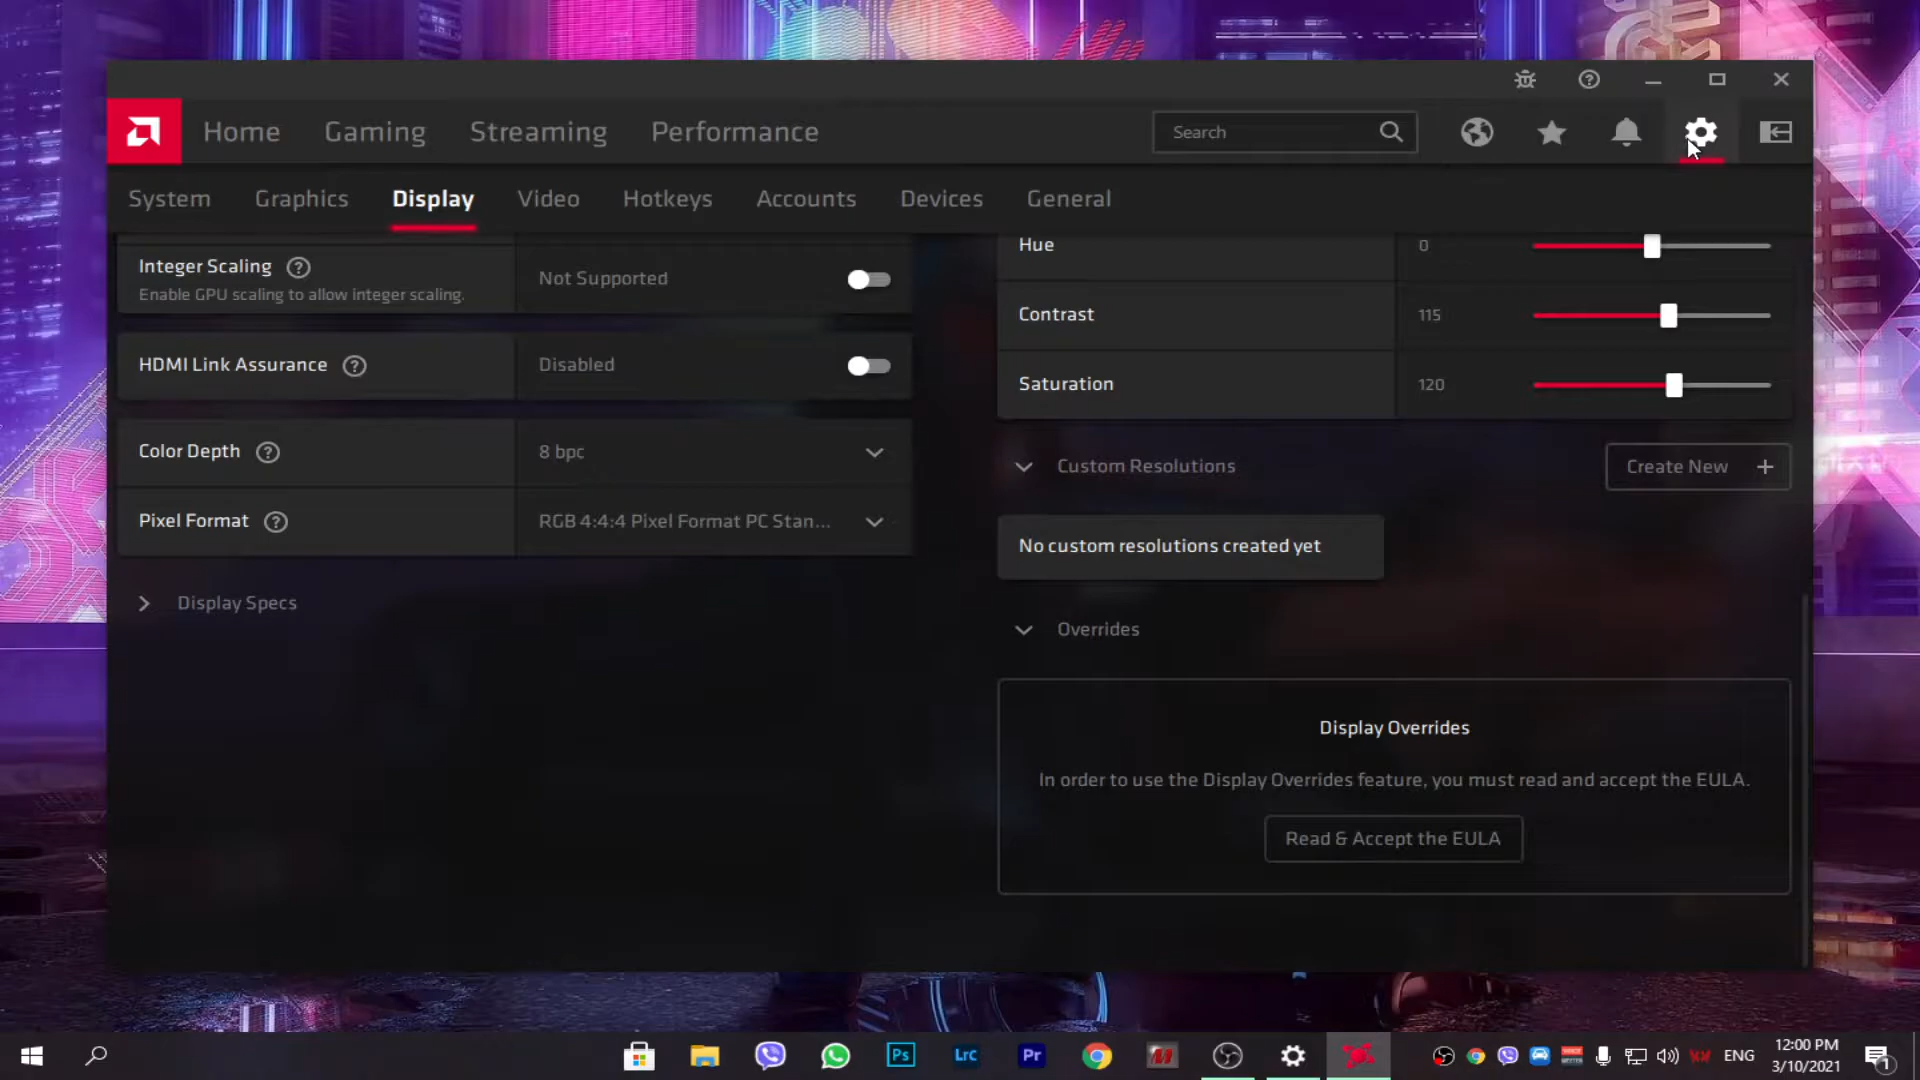 Home Gaming Streaming Performance Search
System Graphics Display Video Hotkeys Accounts Devices General
Integer Scaling
Enable GPU scaling to allow integer scaling.
Not Supported
HDMI Link Assurance
Disabled
Color Depth
8 bpc
Pixel Format
RGB 4:4:4 Pixel Format PC Stan...
Display Specs
Hue 0
Contrast 115
Saturation 120
Custom Resolutions
Create New
No custom resolutions created yet
Overrides
Display Overrides
In order to use the Display Overrides feature, you must read and accept the EULA.
Read & Accept the EULA
Ps LrC Pr
ENG
12:00 PM
3/10/2021
1